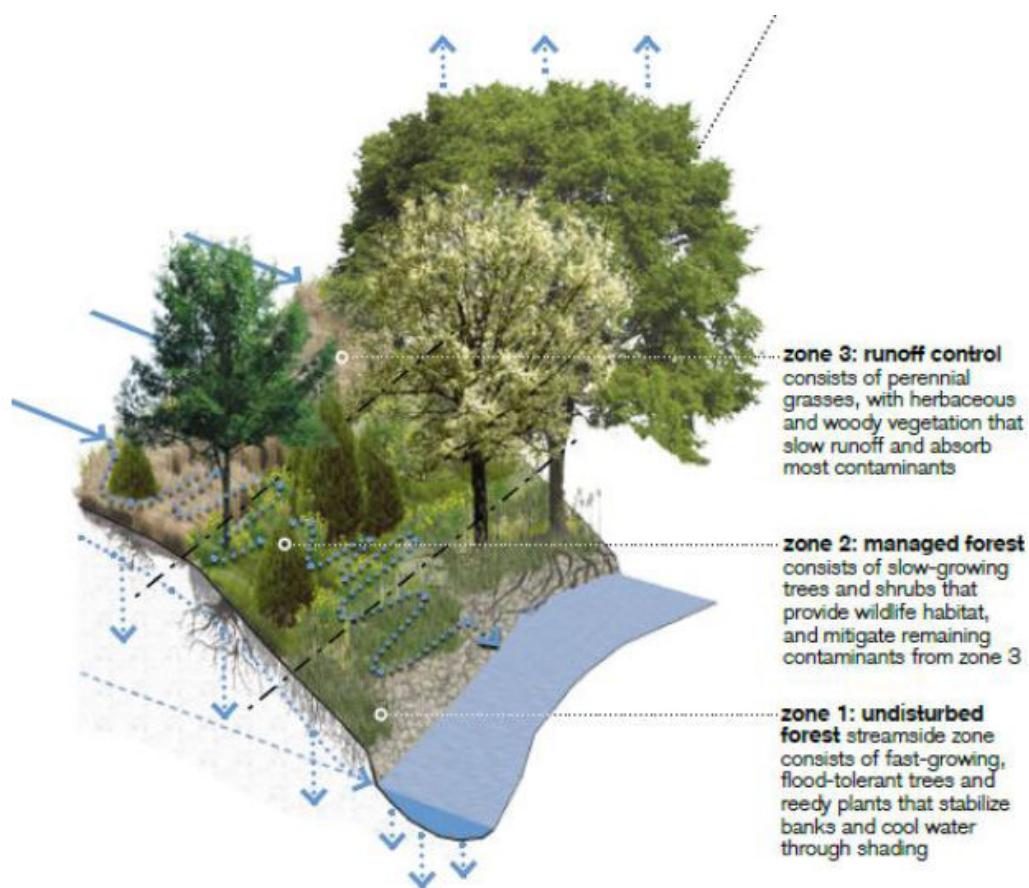 zone 3: runoff control
consists of perennial
grasses, with herbaceous
and woody vegetation that
slow runoff and absorb
most contaminants
zone 2: managed forest
consists of slow-growing
trees and shrubs that
provide wildlife habitat,
and mitigate remaining
contaminants from zone 3
zone 1: undisturbed
forest streamside zone
consists of fast-growing,
flood-tolerant trees and
reedy plants that stabilize
banks and cool water
through shading